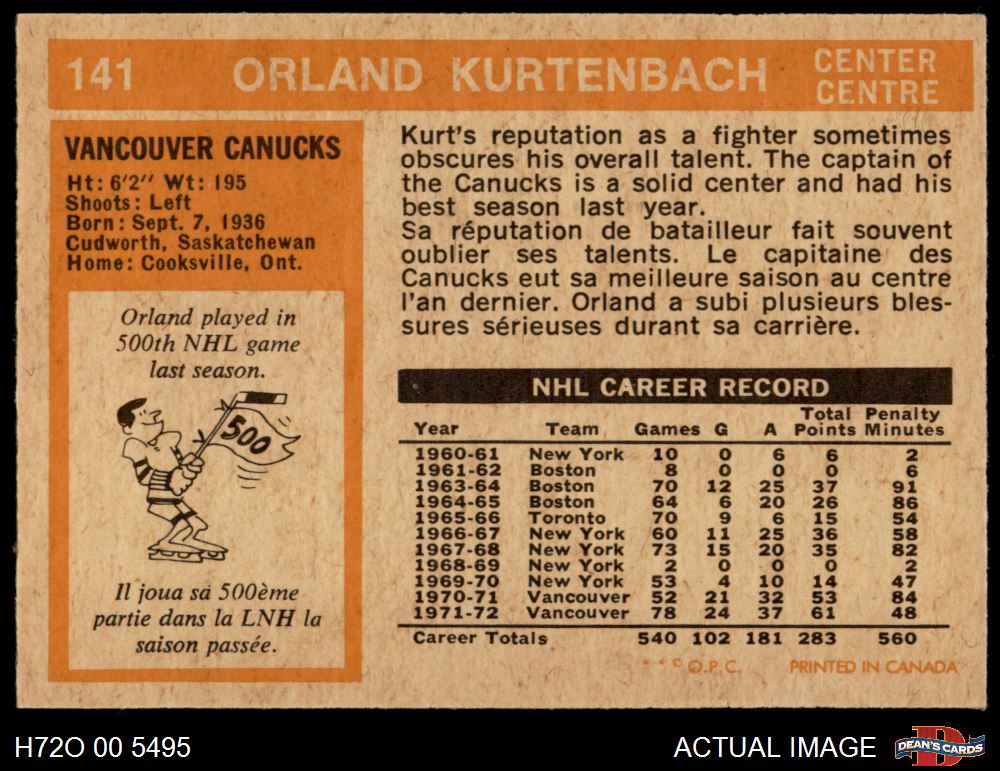 141 ORLAND KURTENBACH CENTER
CENTRE
VANCOUVER CANUCKS
Ht: 6'2'' Wt: 195
Shoots: Left
Born: Sept. 7, 1936
Cudworth, Saskatchewan
Home: Cooksville, Ont.
Orland played in
500th NHL game
last season.
500
Il joua sa 500ème
partie dans la LNH la
saison passée.
Kurt's reputation as a fighter sometimes
obscures his overall talent. The captain of
the Canucks is a solid center and had his
best season last year.
Sa réputation de batailleur fait souvent
oublier ses talents. Le capitaine des
Canucks eut sa meilleure saison au centre
l'an dernier. Orland a subi plusieurs bles-
sures sérieuses durant sa carrière.
NHL CAREER RECORD
Year Team Games G A Total Points Penalty Minutes
1960-61 New York 10 0 6 6 2
1961-62 Boston 8 0 0 0 6
1963-64 Boston 70 12 25 37 91
1964-65 Boston 64 6 20 26 86
1965-66 Toronto 70 9 6 15 54
1966-67 New York 60 11 25 36 58
1967-68 New York 73 15 20 35 82
1968-69 New York 2 0 0 0 2
1969-70 New York 53 4 10 14 47
1970-71 Vancouver 52 21 32 53 84
1971-72 Vancouver 78 24 37 61 48
Career Totals 540 102 181 283 560
* * © O.P.C. PRINTED IN CANADA
H72O 00 5495
ACTUAL IMAGE
D
DEAN'S CARDS